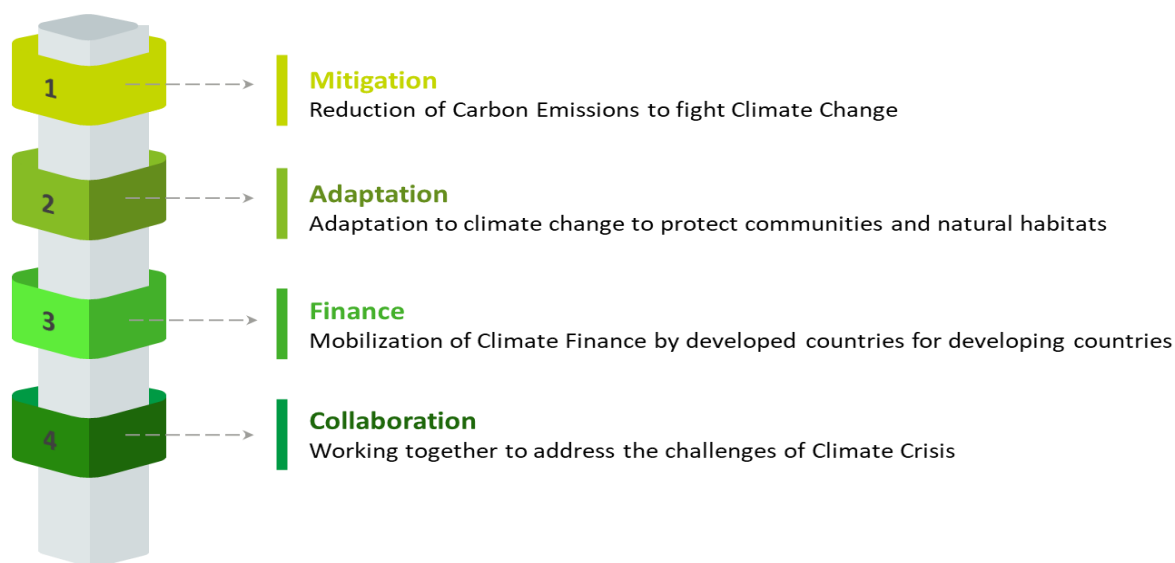 1
Mitigation
Reduction of Carbon Emissions to fight Climate Change
2
Adaptation
Adaptation to climate change to protect communities and natural habitats
3
Finance
Mobilization of Climate Finance by developed countries for developing countries
4
Collaboration
Working together to address the challenges of Climate Crisis